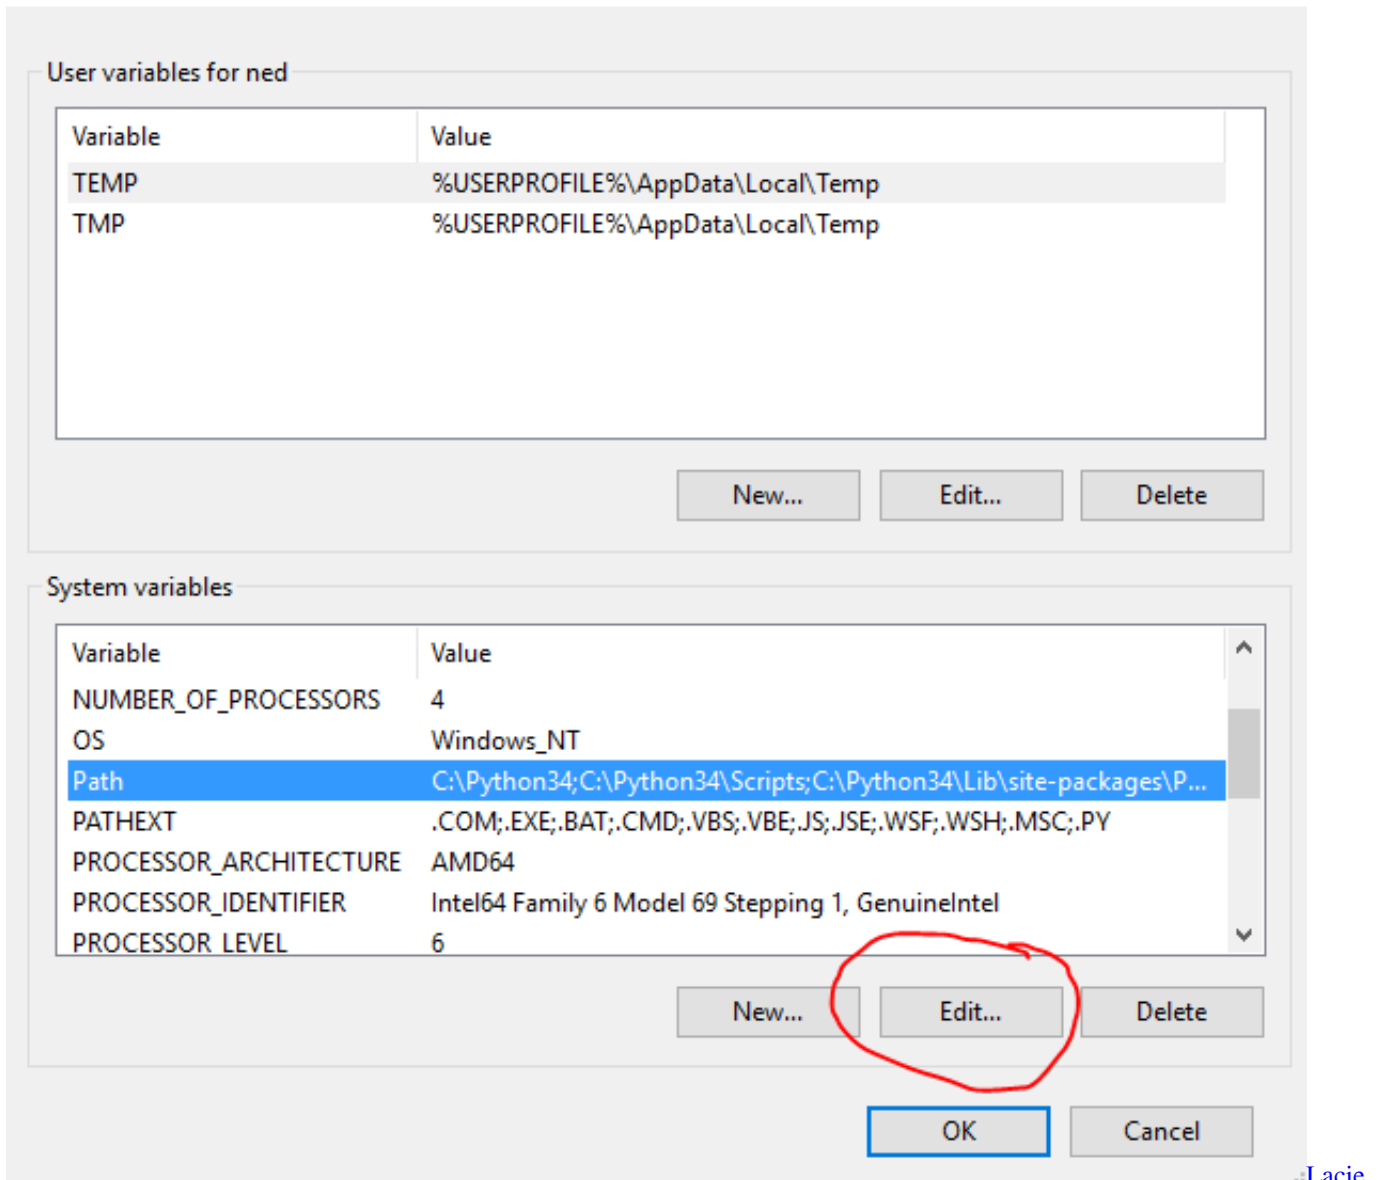 User variables for ned
Variable Value
TEMP %USERPROFILE%\AppData\Local\Temp
TMP %USERPROFILE%\AppData\Local\Temp
New... Edit... Delete
System variables
Variable Value
NUMBER_OF_PROCESSORS 4
OS Windows_NT
Path C:\Python34;C:\Python34\Scripts;C:\Python34\Lib\site-packages\P...
PATHEXT .COM;.EXE;.BAT;.CMD;.VBS;.VBE;.JS;.JSE;.WSF;.WSH;.MSC;.PY
PROCESSOR_ARCHITECTURE AMD64
PROCESSOR_IDENTIFIER Intel64 Family 6 Model 69 Stepping 1, GenuineIntel
PROCESSOR_LEVEL 6
New... Edit... Delete
OK Cancel
Lacie